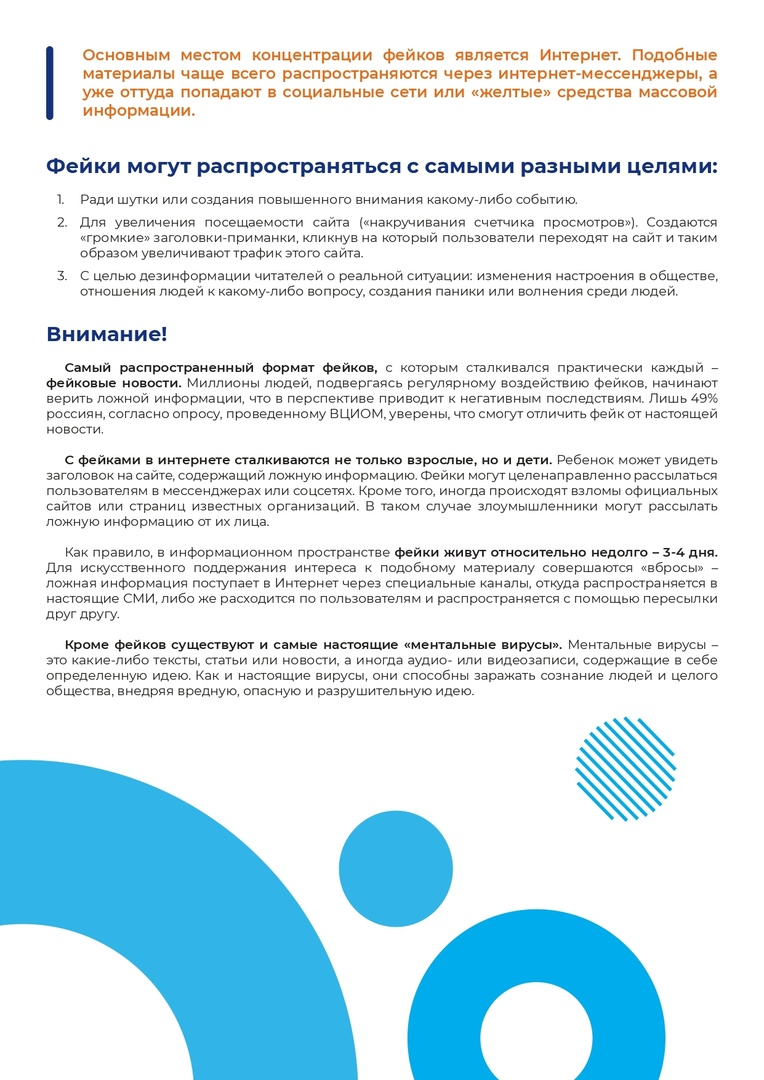 Основным местом концентрации фейков является Интернет. Подобные
материалы чаще всего распространяются через интернет-мессенджеры, а
уже оттуда попадают в социальные сети или «желтые» средства массовой
информации.
Фейки могут распространяться с самыми разными целями:
1. Ради шутки или создания повышенного внимания какому-либо событию.
2. Для увеличения посещаемости сайта («накручивания счетчика просмотров»). Создаются
«громкие» заголовки-приманки, кликнув на который пользователи переходят на сайт и таким
образом увеличивают трафик этого сайта.
3. С целью дезинформации читателей о реальной ситуации: изменения настроения в обществе,
отношения людей к какому-либо вопросу, создания паники или волнения среди людей.
Внимание!
Самый распространенный формат фейков, с которым сталкивался практически каждый –
фейковые новости. Миллионы людей, подвергаясь регулярному воздействию фейков, начинают
верить ложной информации, что в перспективе приводит к негативным последствиям. Лишь 49%
россиян, согласно опросу, проведенному ВЦИОМ, уверены, что смогут отличить фейк от настоящей
новости.
С фейками в интернете сталкиваются не только взрослые, но и дети. Ребенок может увидеть
заголовок на сайте, содержащий ложную информацию. Фейки могут целенаправленно рассылаться
пользователям в мессенджерах или соцсетях. Кроме того, иногда происходят взломы официальных
сайтов или страниц известных организаций. В таком случае злоумышленники могут рассылать
ложную информацию от их лица.
Как правило, в информационном пространстве фейки живут относительно недолго – 3-4 дня.
Для искусственного поддержания интереса к подобному материалу совершаются «вбросы» –
ложная информация поступает в Интернет через специальные каналы, откуда распространяется в
настоящие СМИ, либо же расходится по пользователям и распространяется с помощью пересылки
друг другу.
Кроме фейков существуют и самые настоящие «ментальные вирусы». Ментальные вирусы –
это какие-либо тексты, статьи или новости, а иногда аудио- или видеозаписи, содержащие в себе
определенную идею. Как и настоящие вирусы, они способны заражать сознание людей и целого
общества, внедряя вредную, опасную и разрушительную идею.